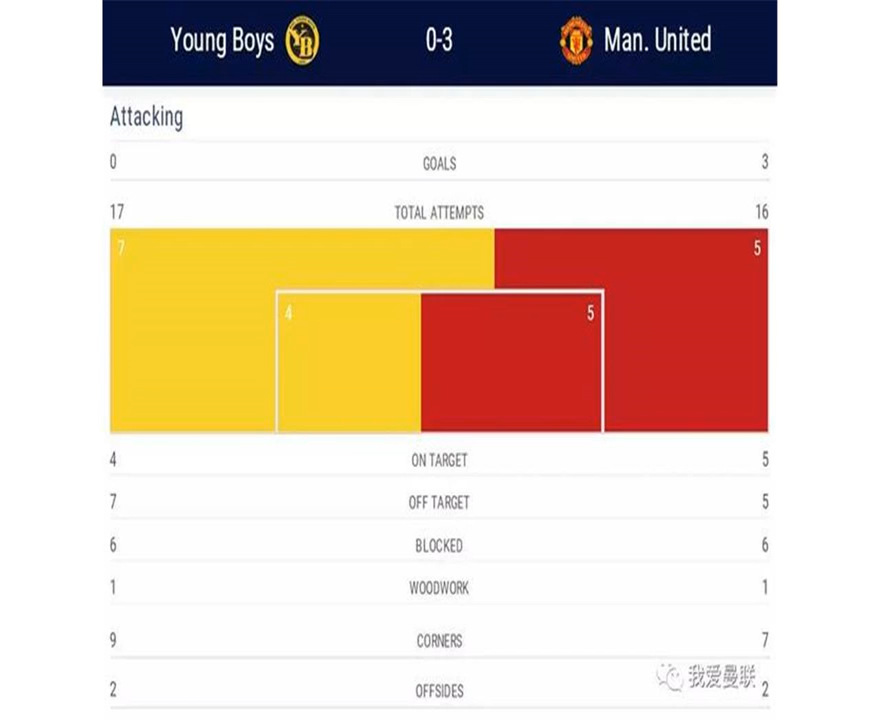 Young Boys YB 0-3 Man. United
Attacking
0 GOALS 3
17 TOTAL ATTEMPTS 16
7 5
4 5
4 ON TARGET 5
7 OFF TARGET 5
6 BLOCKED 6
1 WOODWORK 1
9 CORNERS 7
我爱曼联
2 OFFSIDES 2